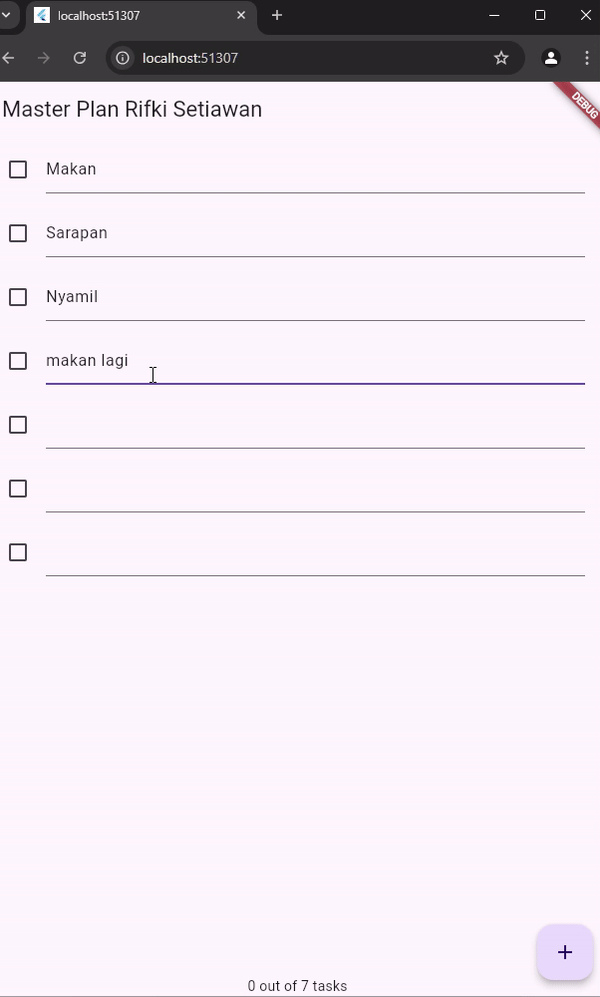 localhost:51307
localhost:51307
DEBUG
Master Plan Rifki Setiawan
Makan
Sarapan
Nyamil
makan lagi
0 out of 7 tasks